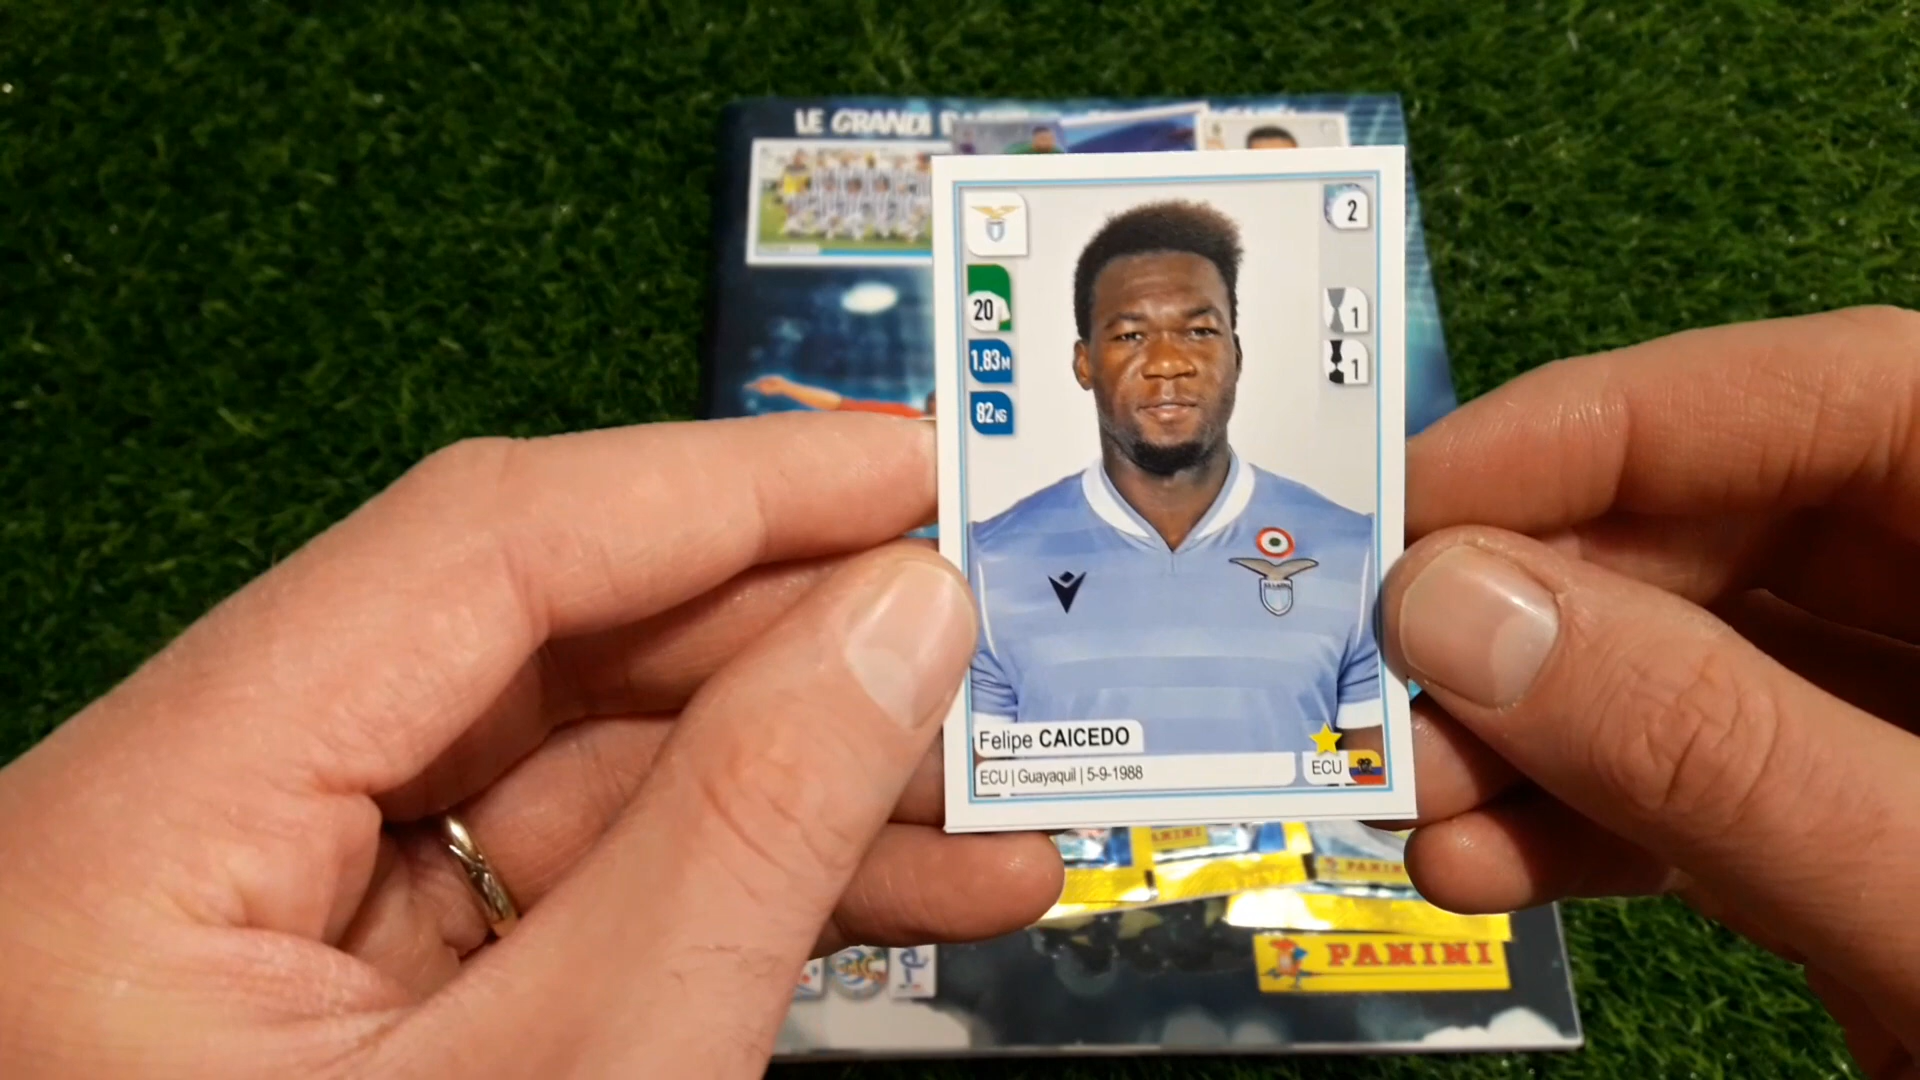 LE GRANDI
2
20
1
1,83M
1
82KG
Felipe CAICEDO
ECU | Guayaquil | 5-9-1988
ECU
PANINI
PANINI
PANINI